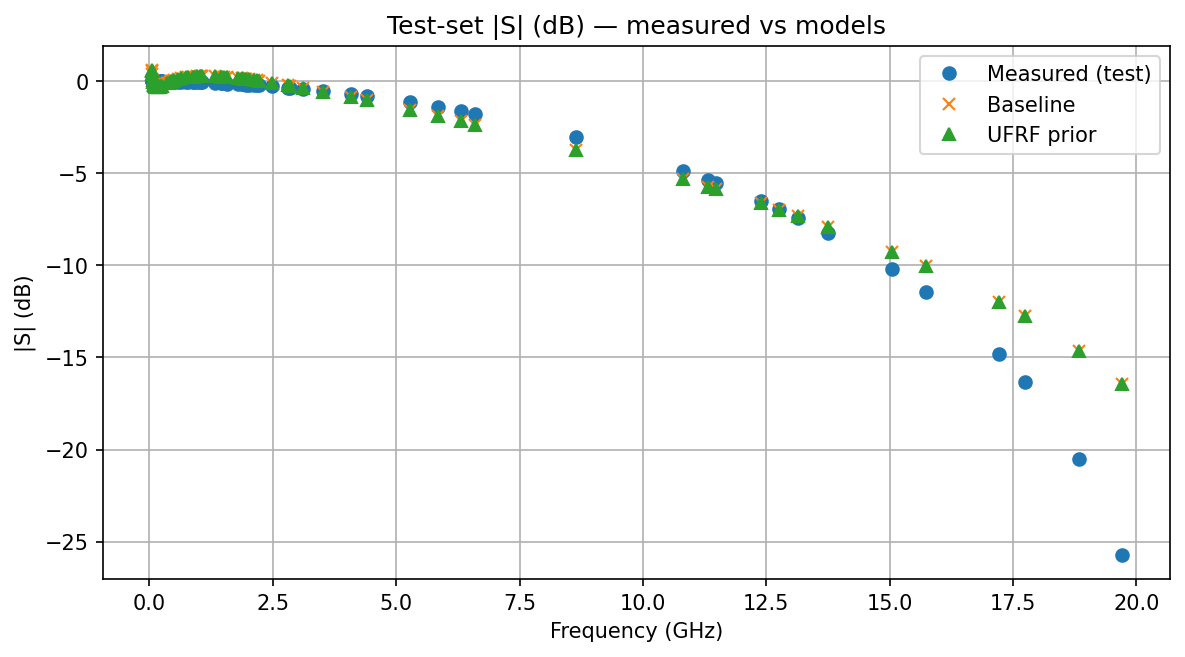 Test-set |S| (dB) — measured vs models
Measured (test)
Baseline
UFRF prior
|S| (dB)
0
−5
−10
−15
−20
−25
0.0 2.5 5.0 7.5 10.0 12.5 15.0 17.5 20.0
Frequency (GHz)